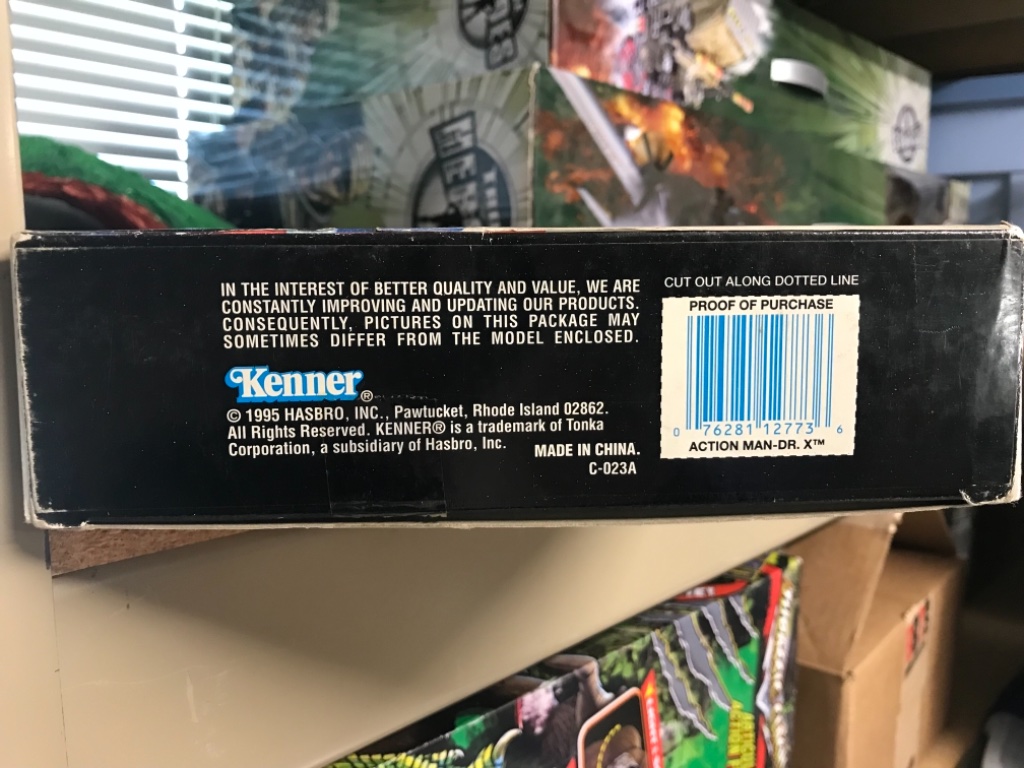 IN THE INTEREST OF BETTER QUALITY AND VALUE, WE ARE
CONSTANTLY IMPROVING AND UPDATING OUR PRODUCTS.
CONSEQUENTLY, PICTURES ON THIS PACKAGE MAY
SOMETIMES DIFFER FROM THE MODEL ENCLOSED.
Kenner®
© 1995 HASBRO, INC., Pawtucket, Rhode Island 02862.
All Rights Reserved. KENNER® is a trademark of Tonka
Corporation, a subsidiary of Hasbro, Inc.
MADE IN CHINA.
C-023A
CUT OUT ALONG DOTTED LINE
PROOF OF PURCHASE
0 76281 12773 6
ACTION MAN-DR. X™